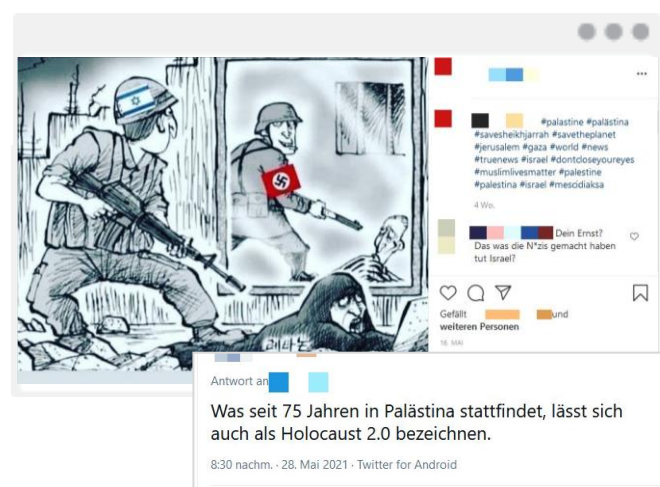 #palastine #palästina
#savesheikhjarrah #savetheplanet
#jerusalem #gaza #world #news
#truenews #israel #dontcloseyoureyes
#muslimlivesmatter #palestine
#palestina #israel #mescidiaksa
4 Wo.
Dein Ernst?
Das was die N*zis gemacht haben
tut Israel?
Gefällt und
weiteren Personen
16. MAI
Antwort an
Was seit 75 Jahren in Palästina stattfindet, lässt sich
auch als Holocaust 2.0 bezeichnen.
8:30 nachm. · 28. Mai 2021 · Twitter for Android